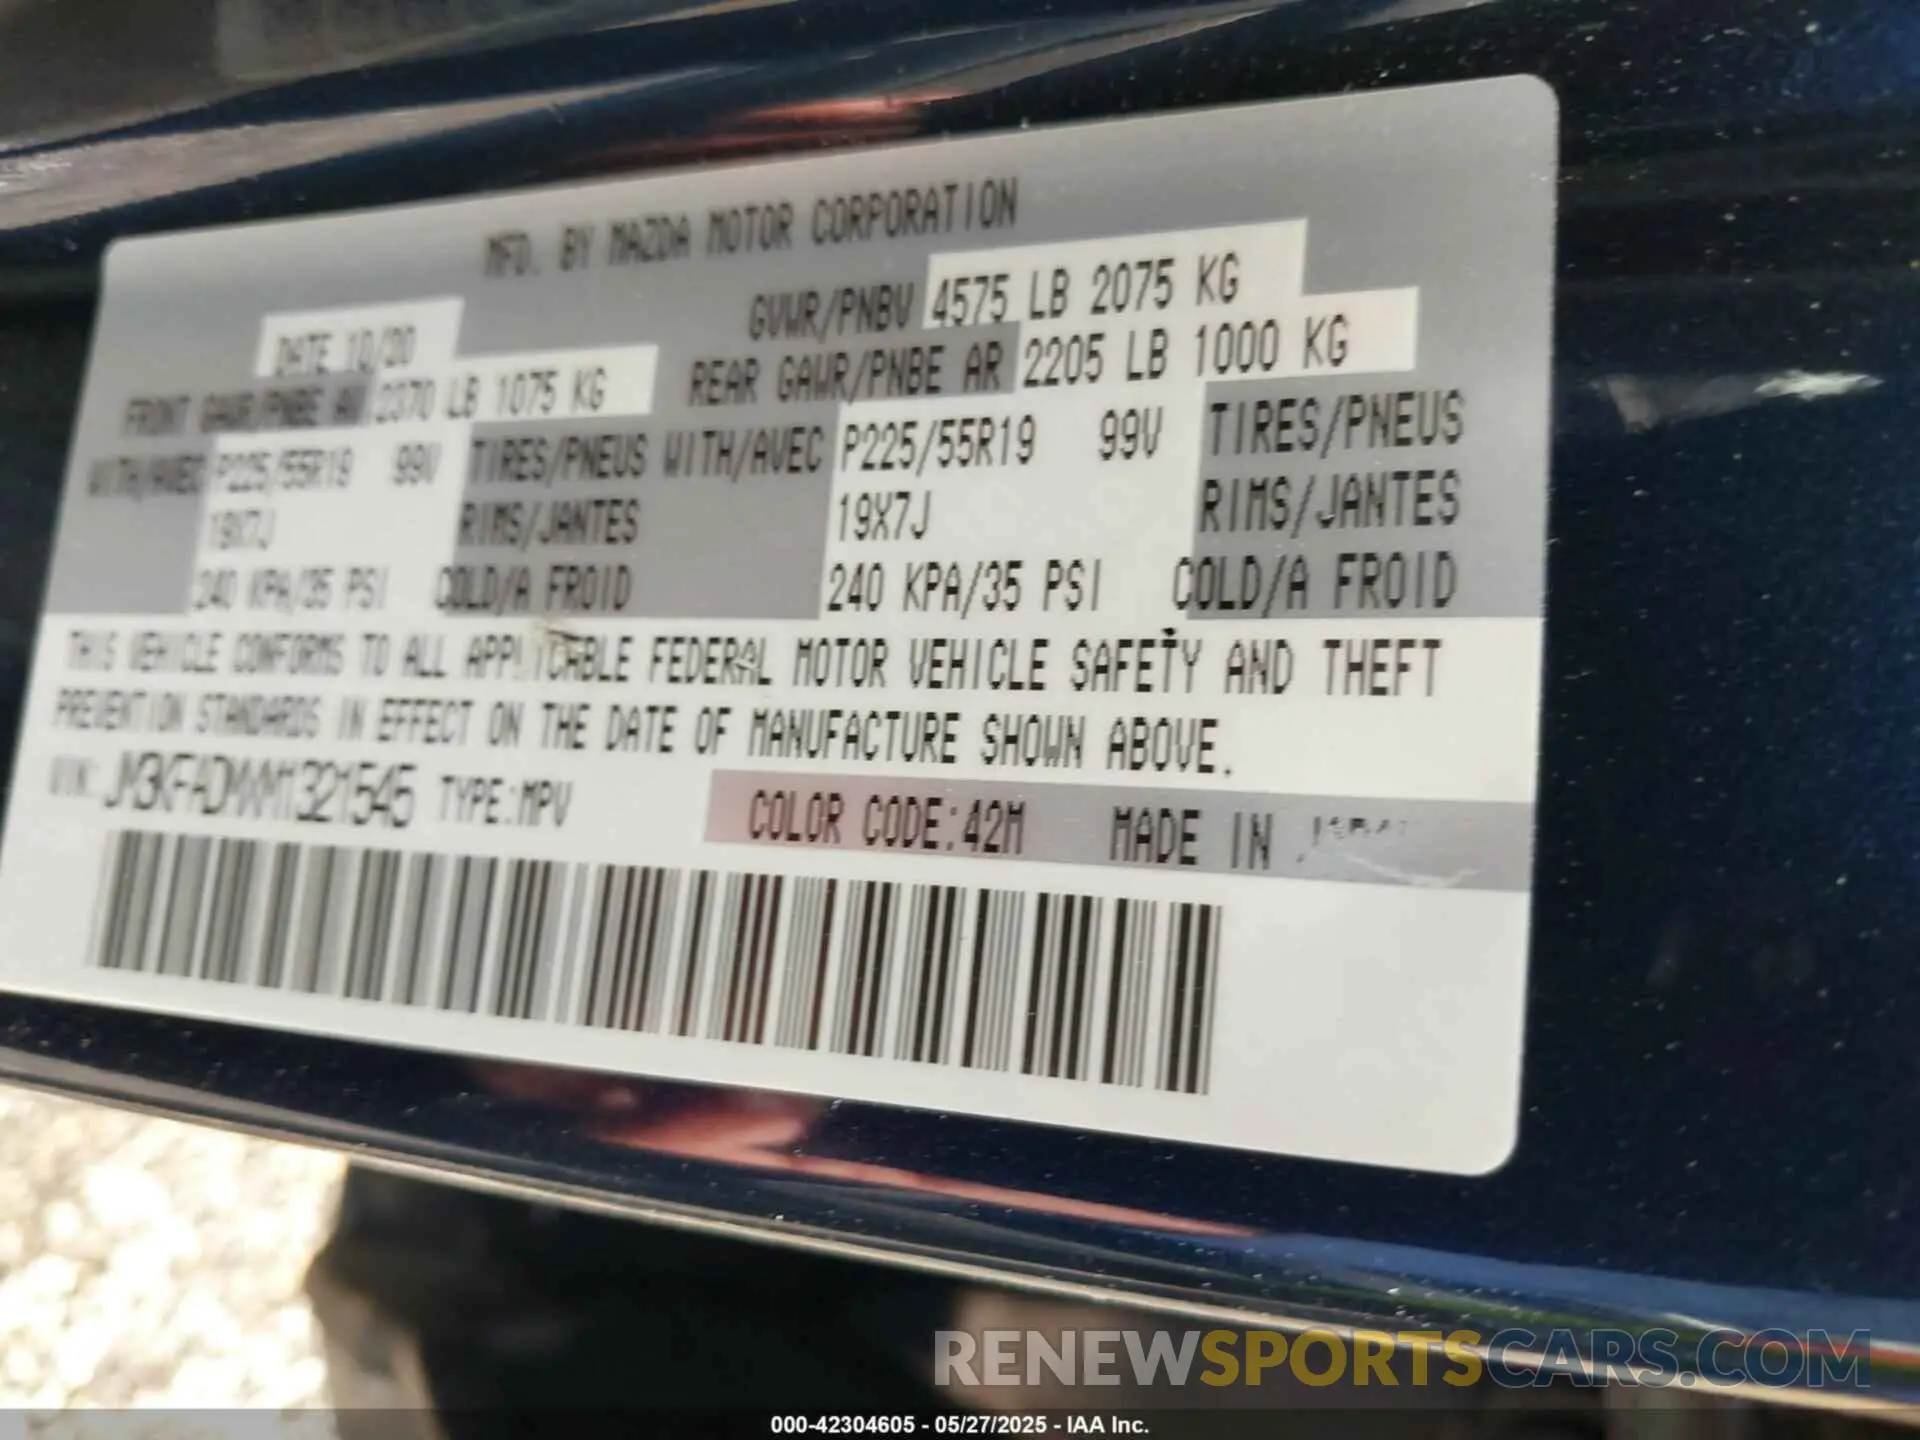 MFD. BY MAZDA MOTOR CORPORATION
DATE 10/20 GVWR/PNBV 4575 LB 2075 KG
FRONT GAWR/PNBE AV 2370 LB 1075 KG REAR GAWR/PNBE AR 2205 LB 1000 KG
WITH/AVEC P225/55R19 99V TIRES/PNEUS WITH/AVEC P225/55R19 99V TIRES/PNEUS
19X7J RIMS/JANTES 19X7J RIMS/JANTES
240 KPA/35 PSI COLD/A FROID 240 KPA/35 PSI COLD/A FROID
THIS VEHICLE CONFORMS TO ALL APPLICABLE FEDERAL MOTOR VEHICLE SAFETY AND THEFT
PREVENTION STANDARDS IN EFFECT ON THE DATE OF MANUFACTURE SHOWN ABOVE.
VIN: TYPE:MPV COLOR CODE:42M MADE IN
RENEWSPORTSCARS.COM
000-42304605 - 05/27/2025 - IAA Inc.